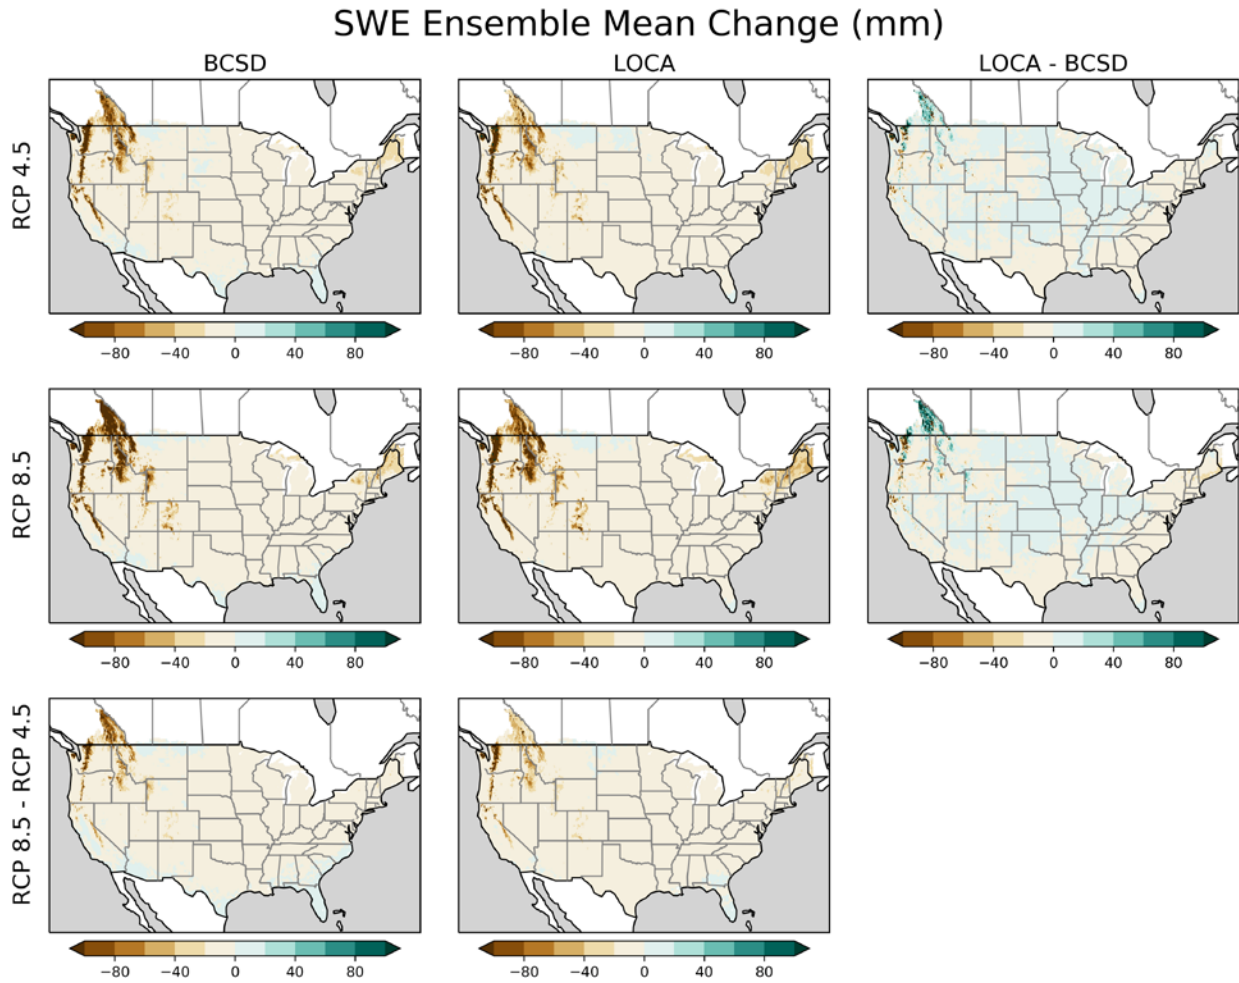 SWE Ensemble Mean Change (mm)
BCSD LOCA LOCA - BCSD
RCP 4.5
−80 −40 0 40 80 −80 −40 0 40 80 −80 −40 0 40 80
RCP 8.5
−80 −40 0 40 80 −80 −40 0 40 80 −80 −40 0 40 80
RCP 8.5 - RCP 4.5
−80 −40 0 40 80 −80 −40 0 40 80